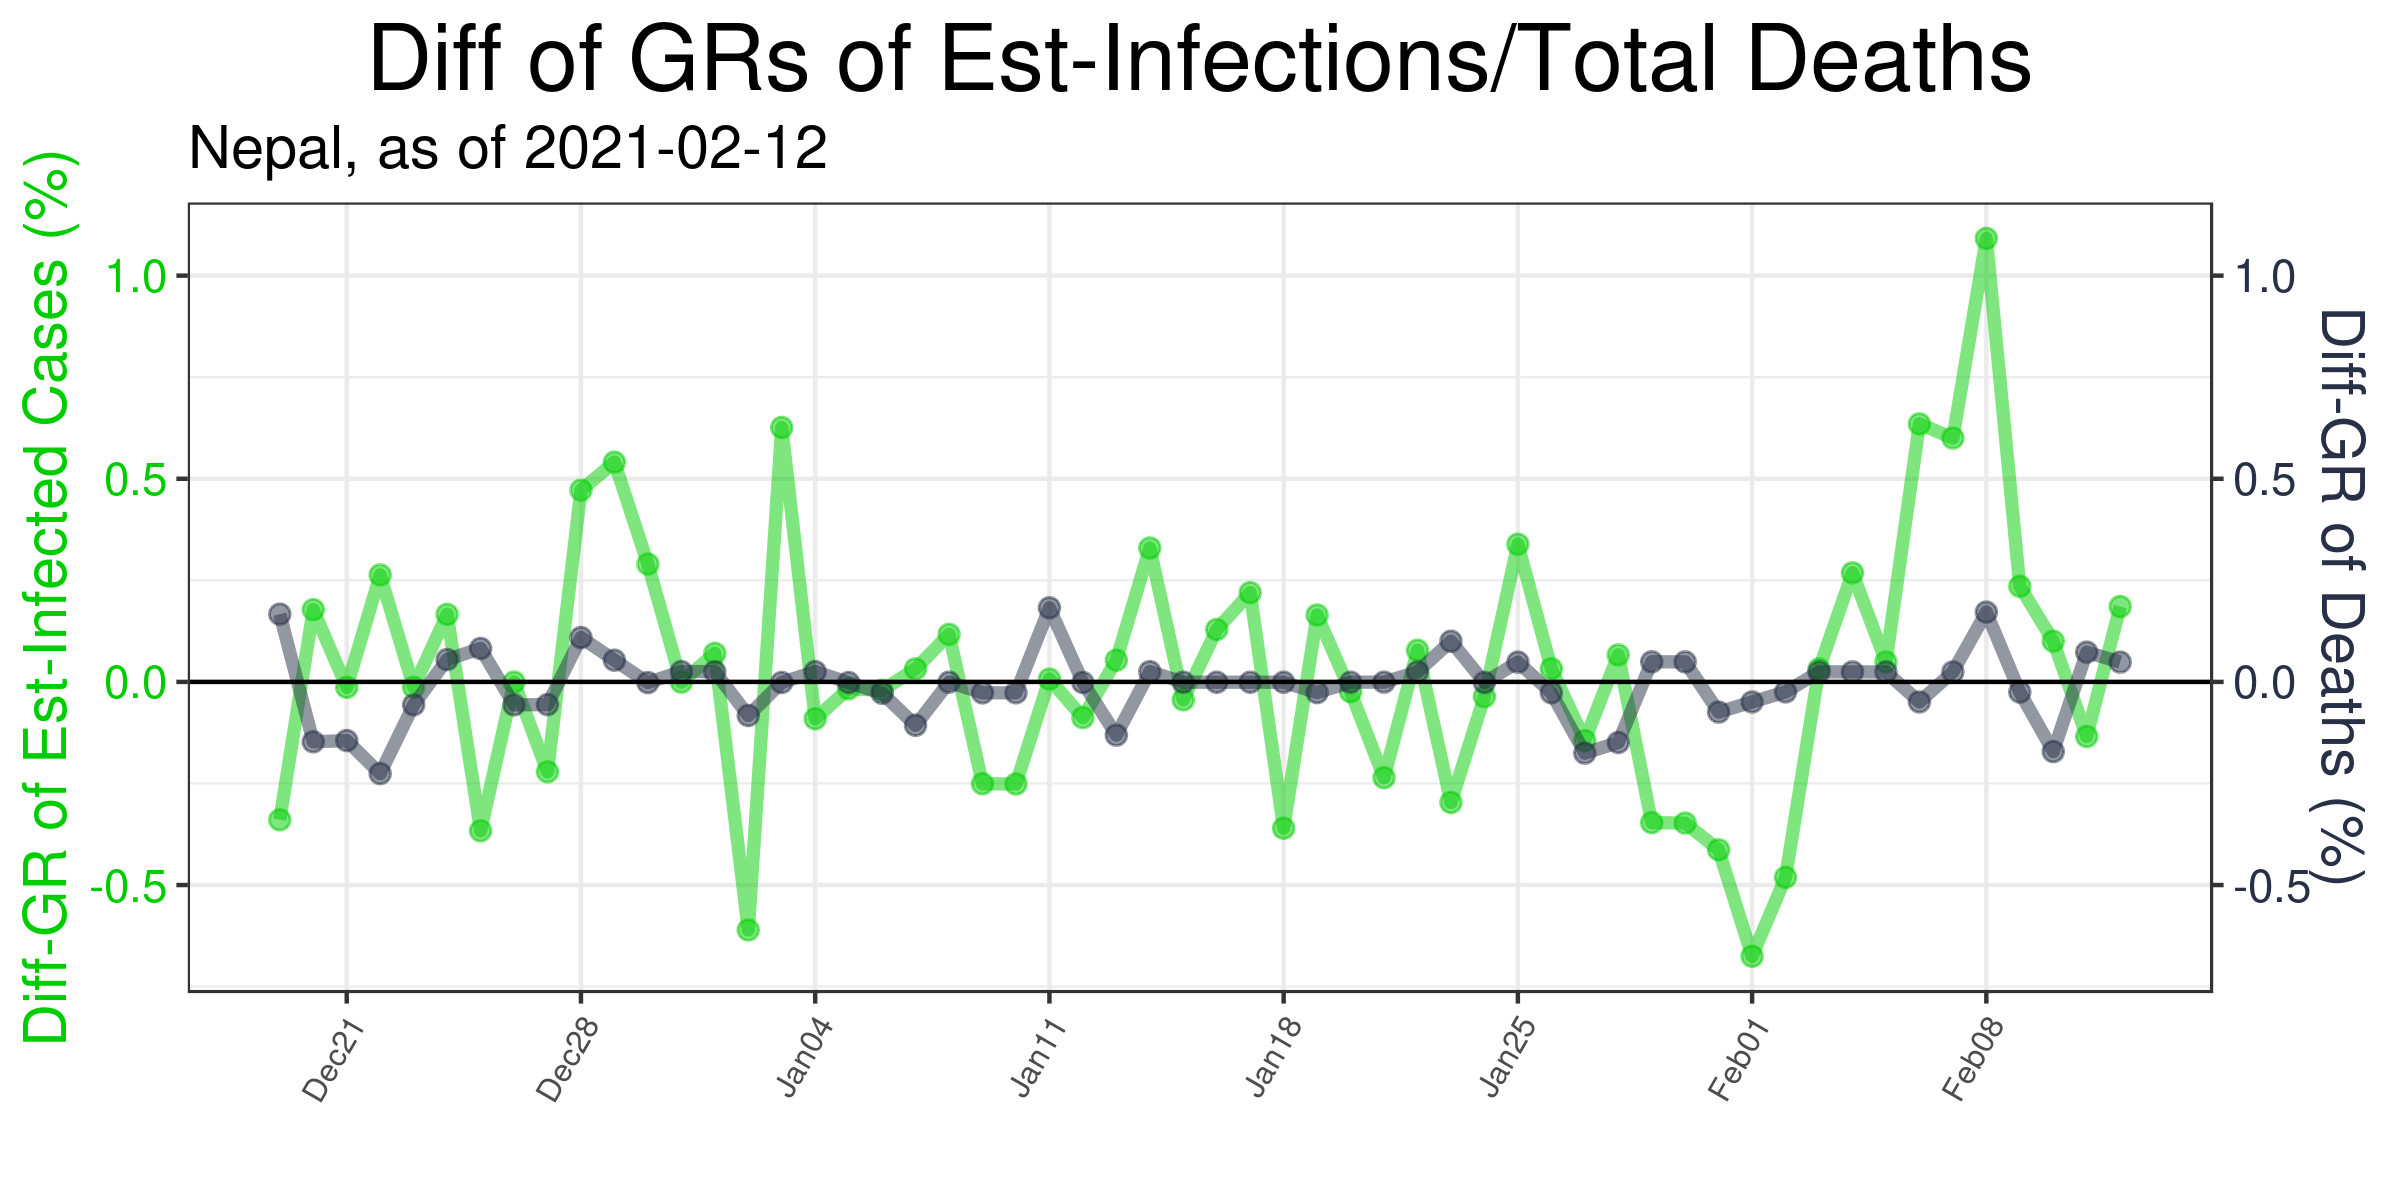 Diff of GRs of Est-Infections/Total Deaths
Nepal, as of 2021-02-12
Diff-GR of Est-Infected Cases (%)
1.0
0.5
0.0
-0.5
1.0
0.5
0.0
-0.5
Diff-GR of Deaths (%)
Dec21
Dec28
Jan04
Jan11
Jan18
Jan25
Feb01
Feb08